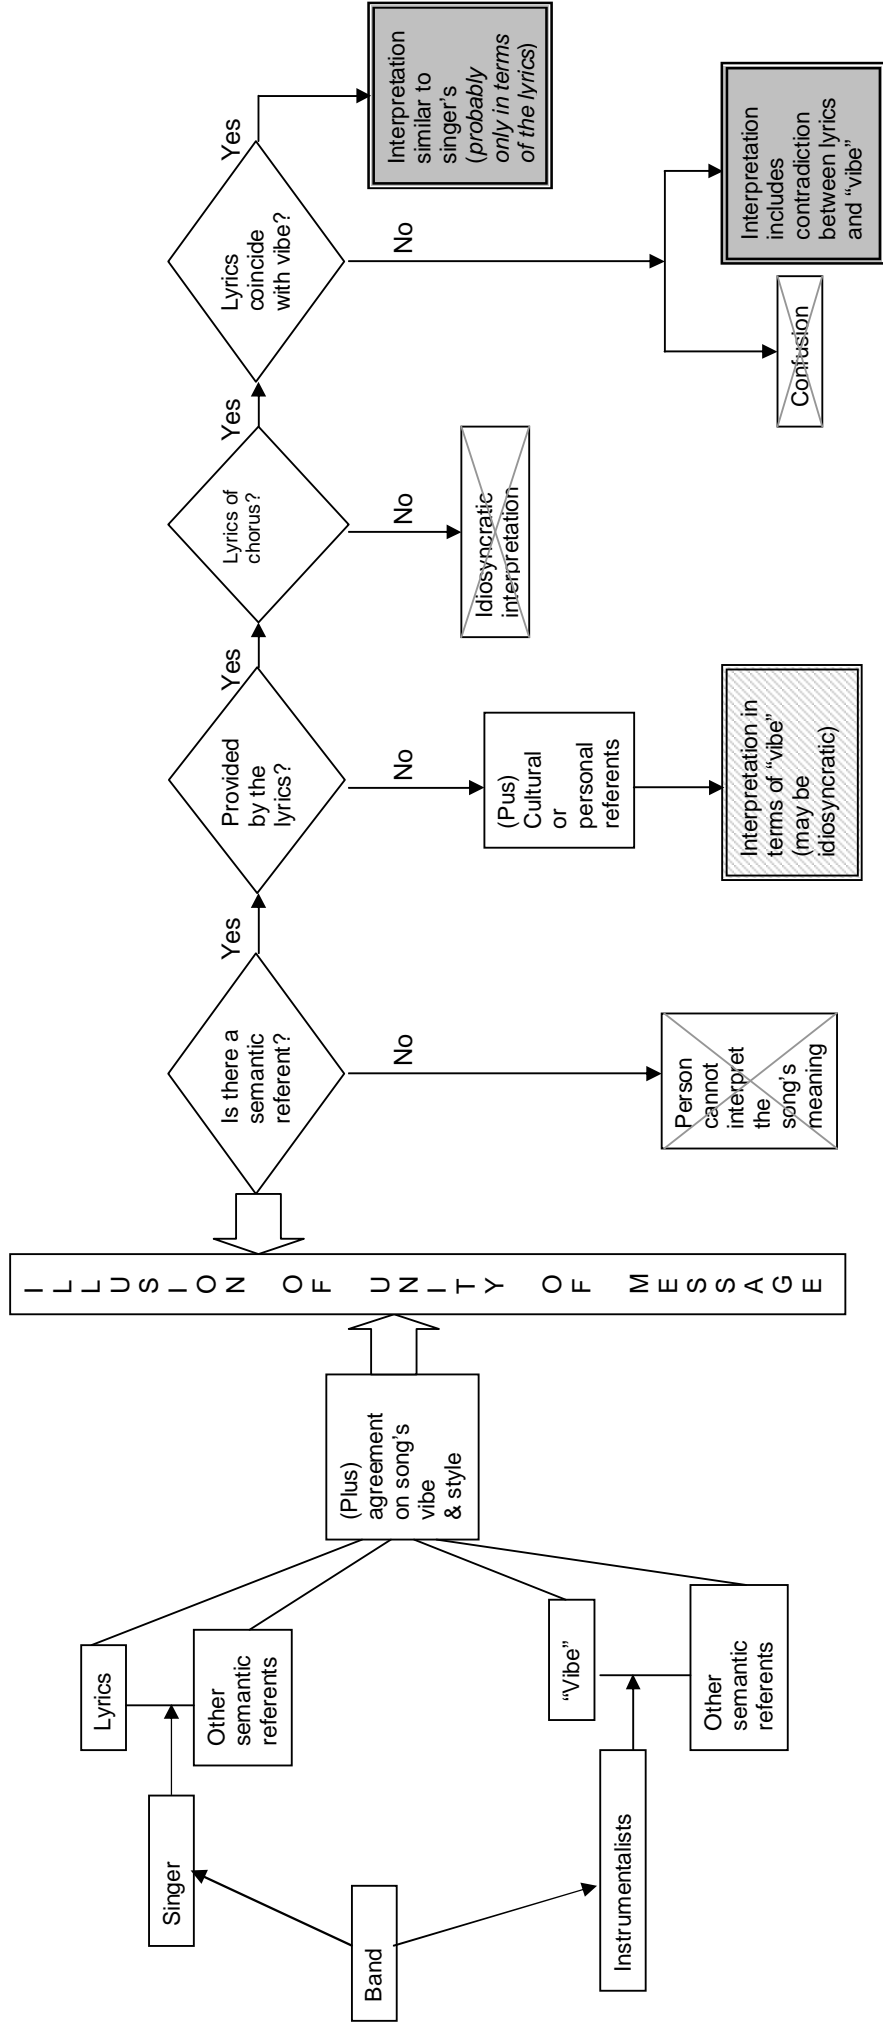 Band
Singer
Instrumentalists
Lyrics
Other
semantic
referents
“Vibe”
Other
semantic
referents
(Plus)
agreement
on song’s
vibe
& style
ILLUSION OF UNITY OF MESSAGE
Is there a
semantic
referent?
Yes
No
Person
cannot
interpret
the
song’s
meaning
Provided
by the
lyrics?
Yes
No
(Pus)
Cultural
or
personal
referents
Interpretation in
terms of “vibe”
(may be
idiosyncratic)
Lyrics of
chorus?
Yes
No
Idiosyncratic
interpretation
Lyrics
coincide
with vibe?
Yes
No
Interpretation
similar to
singer’s
(probably
only in terms
of the lyrics)
Confusion
Interpretation
includes
contradiction
between lyrics
and “vibe”